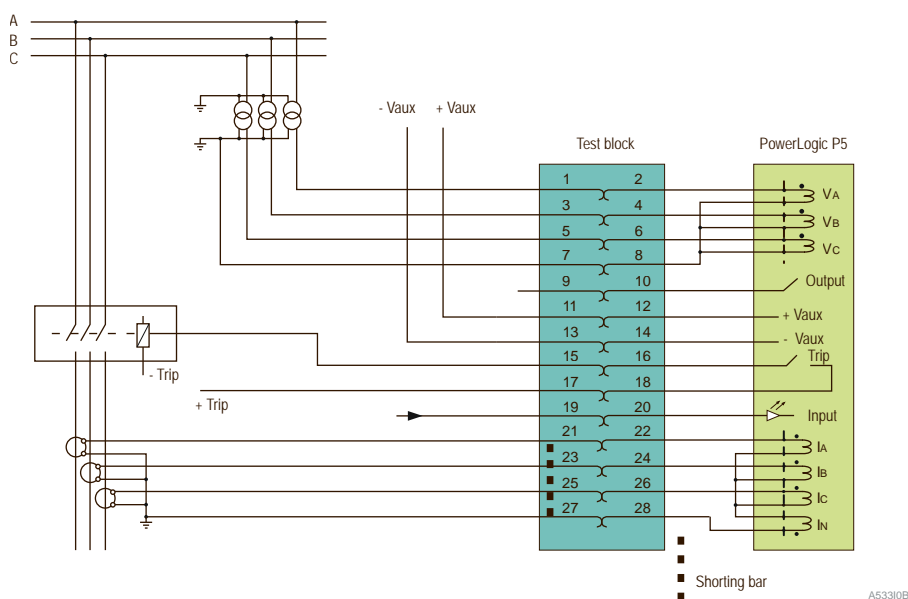 A
B
C
- Vaux + Vaux
Test block
PowerLogic P5
1 2
3 4
5 6
7 8
9 10
11 12
13 14
15 16
17 18
19 20
21 22
23 24
25 26
27 28
VA
VB
VC
Output
+ Vaux
- Vaux
Trip
Input
IA
IB
IC
IN
- Trip
+ Trip
Shorting bar
A533I0B